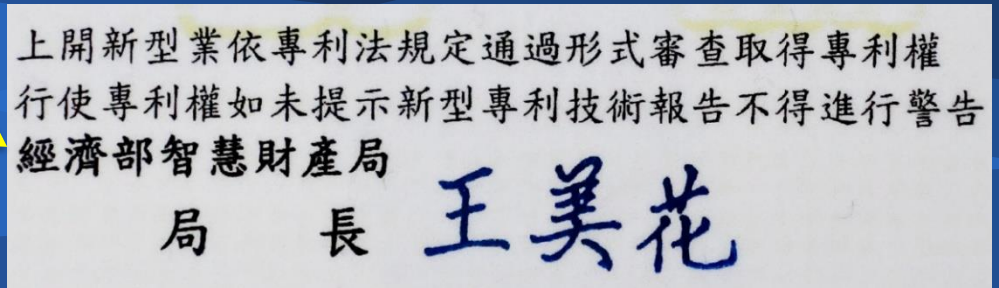 上開新型業依專利法規定通過形式審查取得專利權
行使專利權如未提示新型專利技術報告不得進行警告
經濟部智慧財產局
局長 王美花